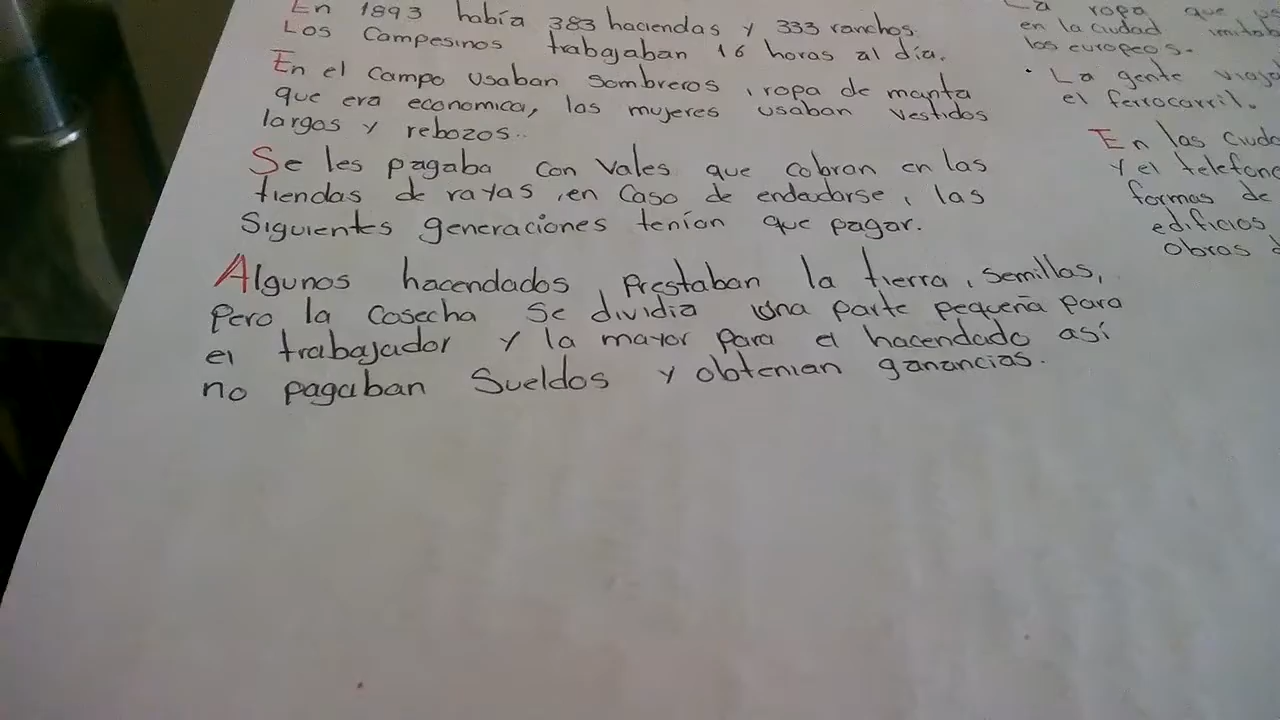 En 1893 había 383 haciendas y 333 ranchos.
Los Campesinos trabajaban 16 horas al día.
En el campo usaban sombreros, ropa de manta
que era economica, las mujeres usaban vestidos
largos y rebozos..
Se les pagaba con vales que cobran en las
tiendas de rayas, en caso de endeudarse, las
Siguientes generaciones tenían que pagar.
Algunos hacendados, prestaban la tierra, semillas,
pero la cosecha se dividia una parte pequeña para
el trabajador y la mayor para el hacendado así
no pagaban sueldos y obtenian ganancias.
La ropa que
en la ciudad
los europeos.
· La gente
el ferrocarril.
En las
y el telefono
formas de
edificios
obras